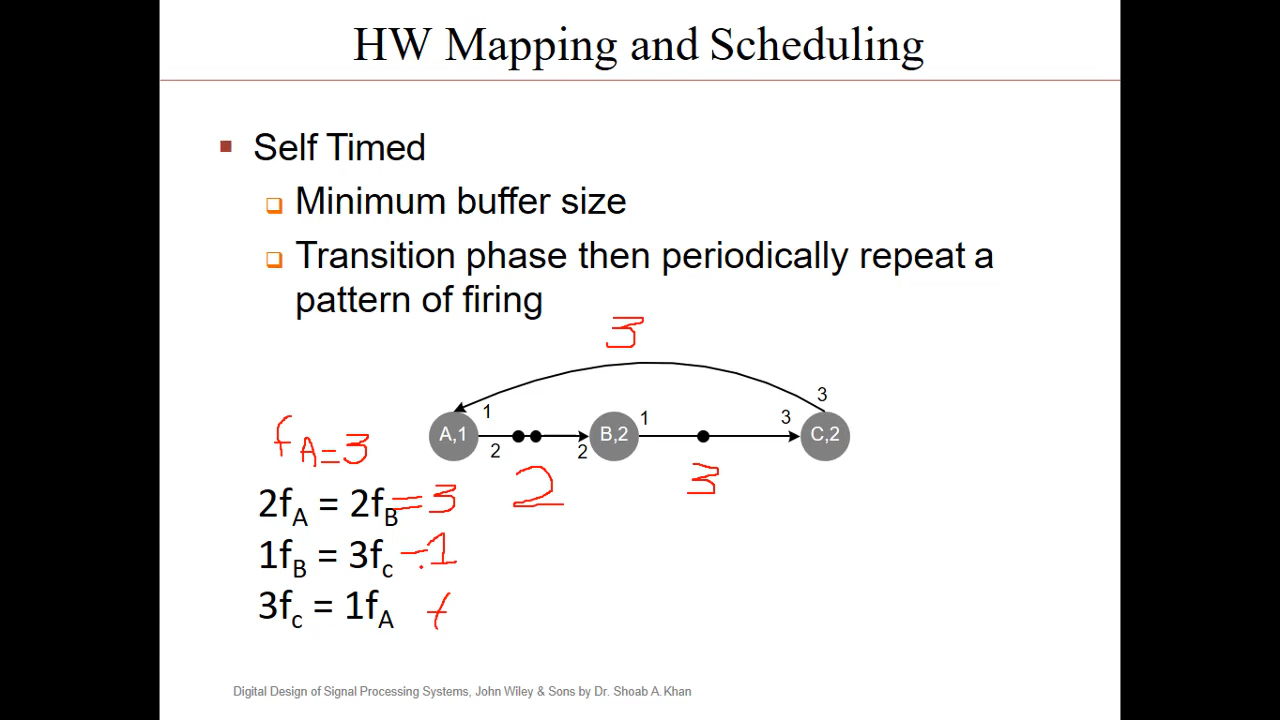 HW Mapping and Scheduling
Self Timed
Minimum buffer size
Transition phase then periodically repeat a
pattern of firing
3
3
1
A,1
2
2
B,2
1
3
C,2
fA=3
2
3
2fA = 2fB =3
1fB = 3fc =1
3fc = 1fA
Digital Design of Signal Processing Systems, John Wiley & Sons by Dr. Shoab A. Khan